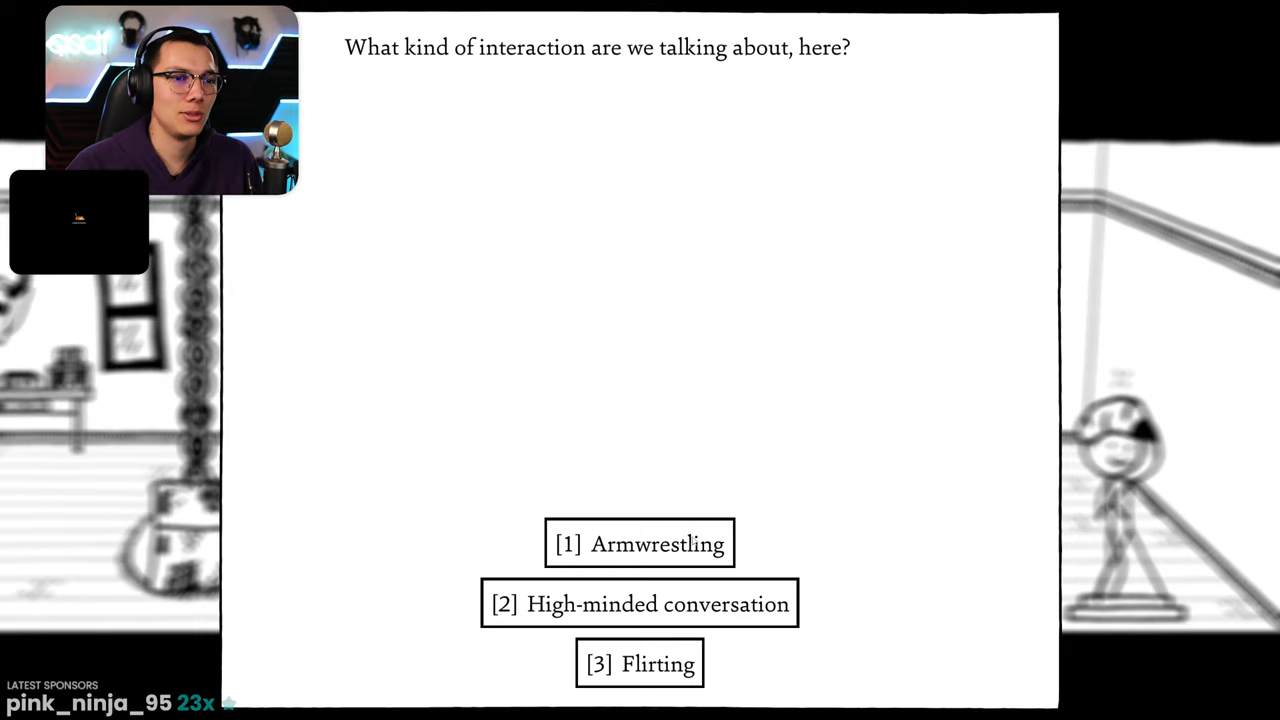 What kind of interaction are we talking about, here?
[1] Armwrestling
[2] High-minded conversation
[3] Flirting
LATEST SPONSORS
pink_ninja_95 23x